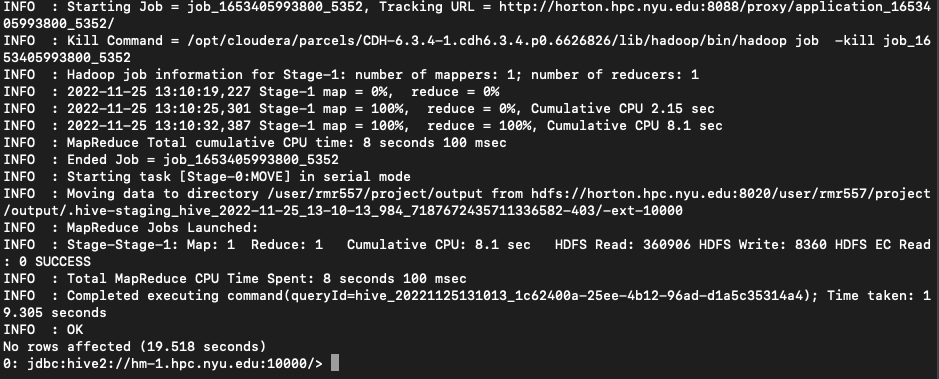 INFO  : Starting Job = job_1653405993800_5352, Tracking URL = http://horton.hpc.nyu.edu:8088/proxy/application_16534
05993800_5352/
INFO  : Kill Command = /opt/cloudera/parcels/CDH-6.3.4-1.cdh6.3.4.p0.6626826/lib/hadoop/bin/hadoop job  -kill job_16
53405993800_5352
INFO  : Hadoop job information for Stage-1: number of mappers: 1; number of reducers: 1
INFO  : 2022-11-25 13:10:19,227 Stage-1 map = 0%,  reduce = 0%
INFO  : 2022-11-25 13:10:25,301 Stage-1 map = 100%,  reduce = 0%, Cumulative CPU 2.15 sec
INFO  : 2022-11-25 13:10:32,387 Stage-1 map = 100%,  reduce = 100%, Cumulative CPU 8.1 sec
INFO  : MapReduce Total cumulative CPU time: 8 seconds 100 msec
INFO  : Ended Job = job_1653405993800_5352
INFO  : Starting task [Stage-0:MOVE] in serial mode
INFO  : Moving data to directory /user/rmr557/project/output from hdfs://horton.hpc.nyu.edu:8020/user/rmr557/project
/output/.hive-staging_hive_2022-11-25_13-10-13_984_7187672435711336582-403/-ext-10000
INFO  : MapReduce Jobs Launched:
INFO  : Stage-Stage-1: Map: 1  Reduce: 1   Cumulative CPU: 8.1 sec   HDFS Read: 360906 HDFS Write: 8360 HDFS EC Read
: 0 SUCCESS
INFO  : Total MapReduce CPU Time Spent: 8 seconds 100 msec
INFO  : Completed executing command(queryId=hive_20221125131013_1c62400a-25ee-4b12-96ad-d1a5c35314a4); Time taken: 1
9.305 seconds
INFO  : OK
No rows affected (19.518 seconds)
0: jdbc:hive2://hm-1.hpc.nyu.edu:10000/>